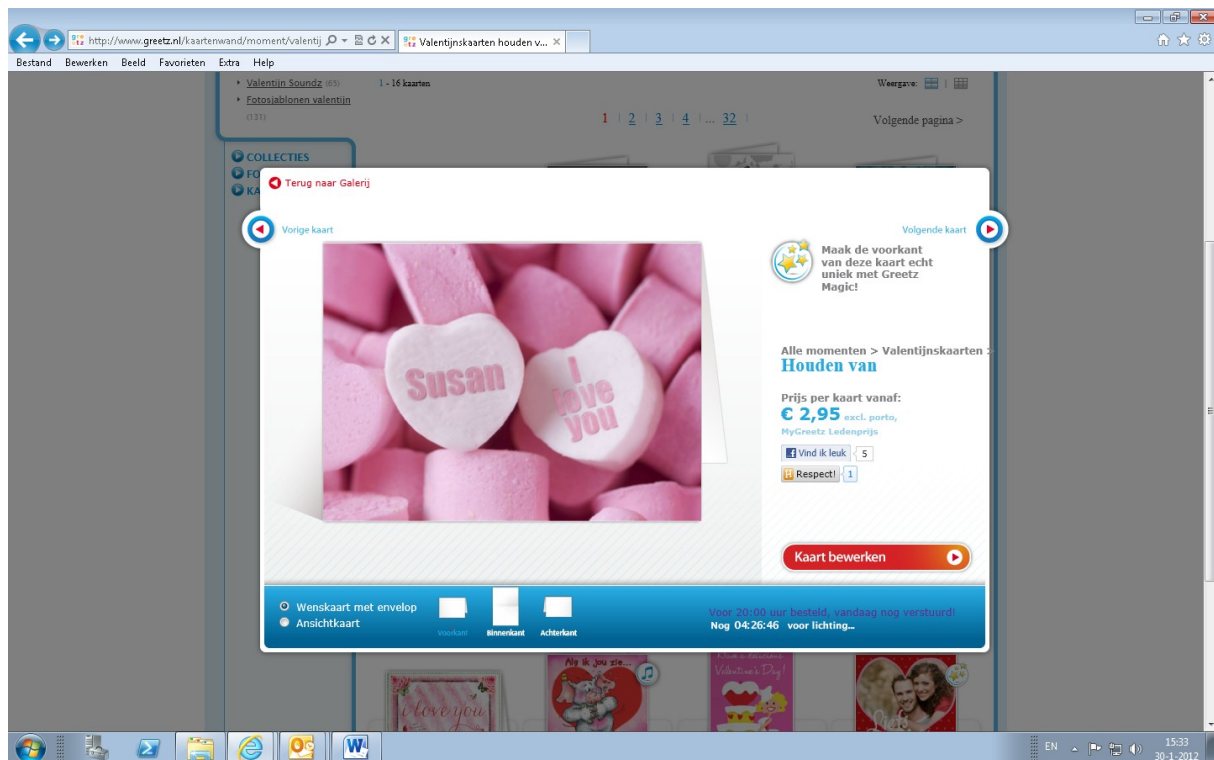 http://www.greetz.nl/kaartenwand/moment/valentij
Valentijnskaarten houden v...
Bestand Bewerken Beeld Favorieten Extra Help
Valentijn Soundz (65)
1 - 16 kaarten
Weergave:
Fotosjablonen valentijn
(131)
1 | 2 | 3 | 4 | ... 32 |
Volgende pagina >
COLLECTIES
FO
KA
Terug naar Galerij
Vorige kaart
Volgende kaart
Maak de voorkant
van deze kaart echt
uniek met Greetz
Magic!
Susan
I
love
you
Alle momenten > Valentijnskaarten >
Houden van
Prijs per kaart vanaf:
€ 2,95 excl. porto,
MyGreetz Ledenprijs
Vind ik leuk 5
Respect! 1
Kaart bewerken
Wenskaart met envelop
Ansichtkaart
Voorkant Binnenkant Achterkant
Voor 20:00 uur besteld, vandaag nog verstuurd!
Nog 04:26:46 voor lichting...
Als ik jou zie...
Valentine's Day!
i love you
EN
15:33
30-1-2012